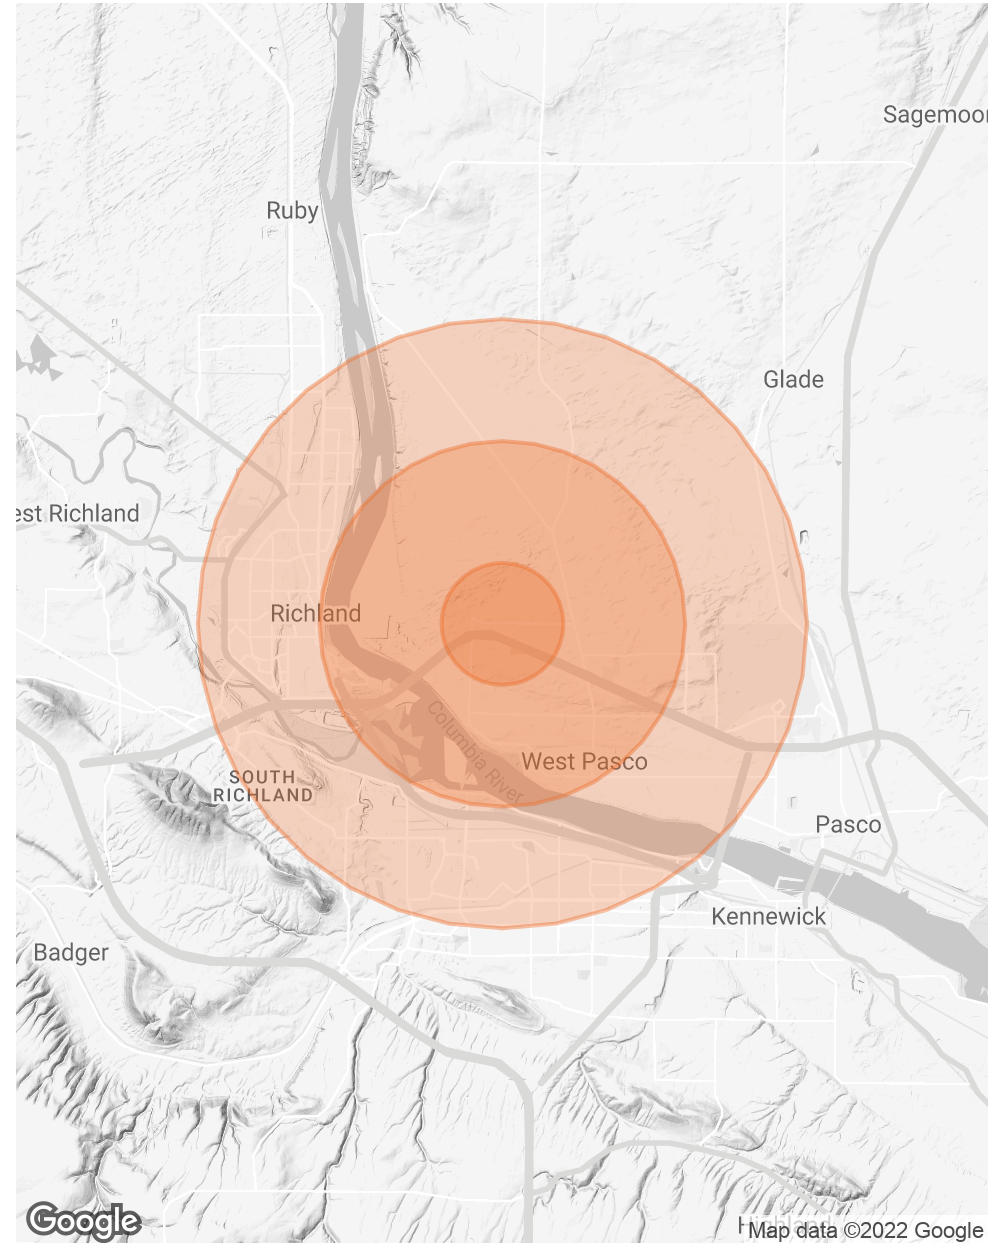 Sagemoor
Ruby
Glade
est Richland
Richland
Columbia River
West Pasco
SOUTH
RICHLAND
Pasco
Kennewick
Badger
Highland
Google
Map data ©2022 Google